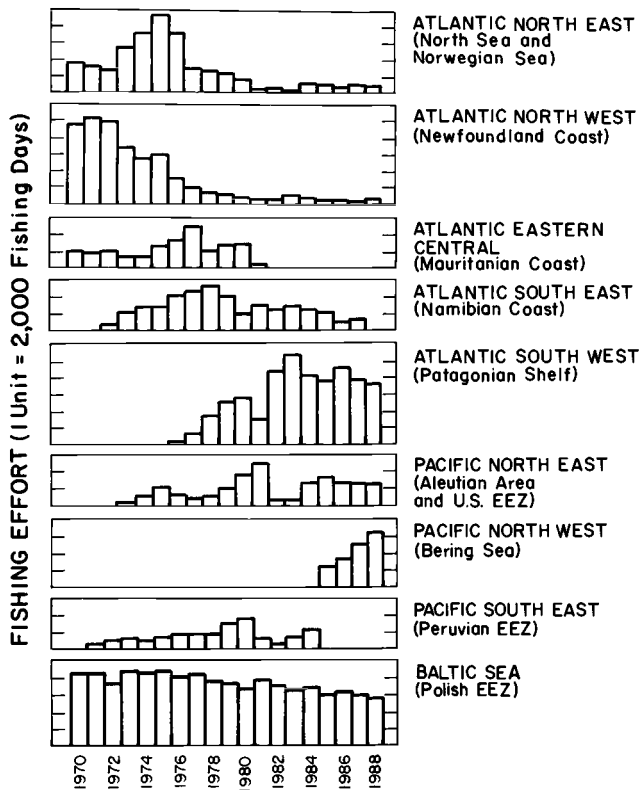 FISHING EFFORT (1 Unit = 2,000 Fishing Days)
ATLANTIC NORTH EAST
(North Sea and
Norwegian Sea)
ATLANTIC NORTH WEST
(Newfoundland Coast)
ATLANTIC EASTERN
CENTRAL
(Mauritanian Coast)
ATLANTIC SOUTH EAST
(Namibian Coast)
ATLANTIC SOUTH WEST
(Patagonian Shelf)
PACIFIC NORTH EAST
(Aleutian Area
and U.S. EEZ)
PACIFIC NORTH WEST
(Bering Sea)
PACIFIC SOUTH EAST
(Peruvian EEZ)
BALTIC SEA
(Polish EEZ)
1970 1972 1974 1976 1978 1980 1982 1984 1986 1988